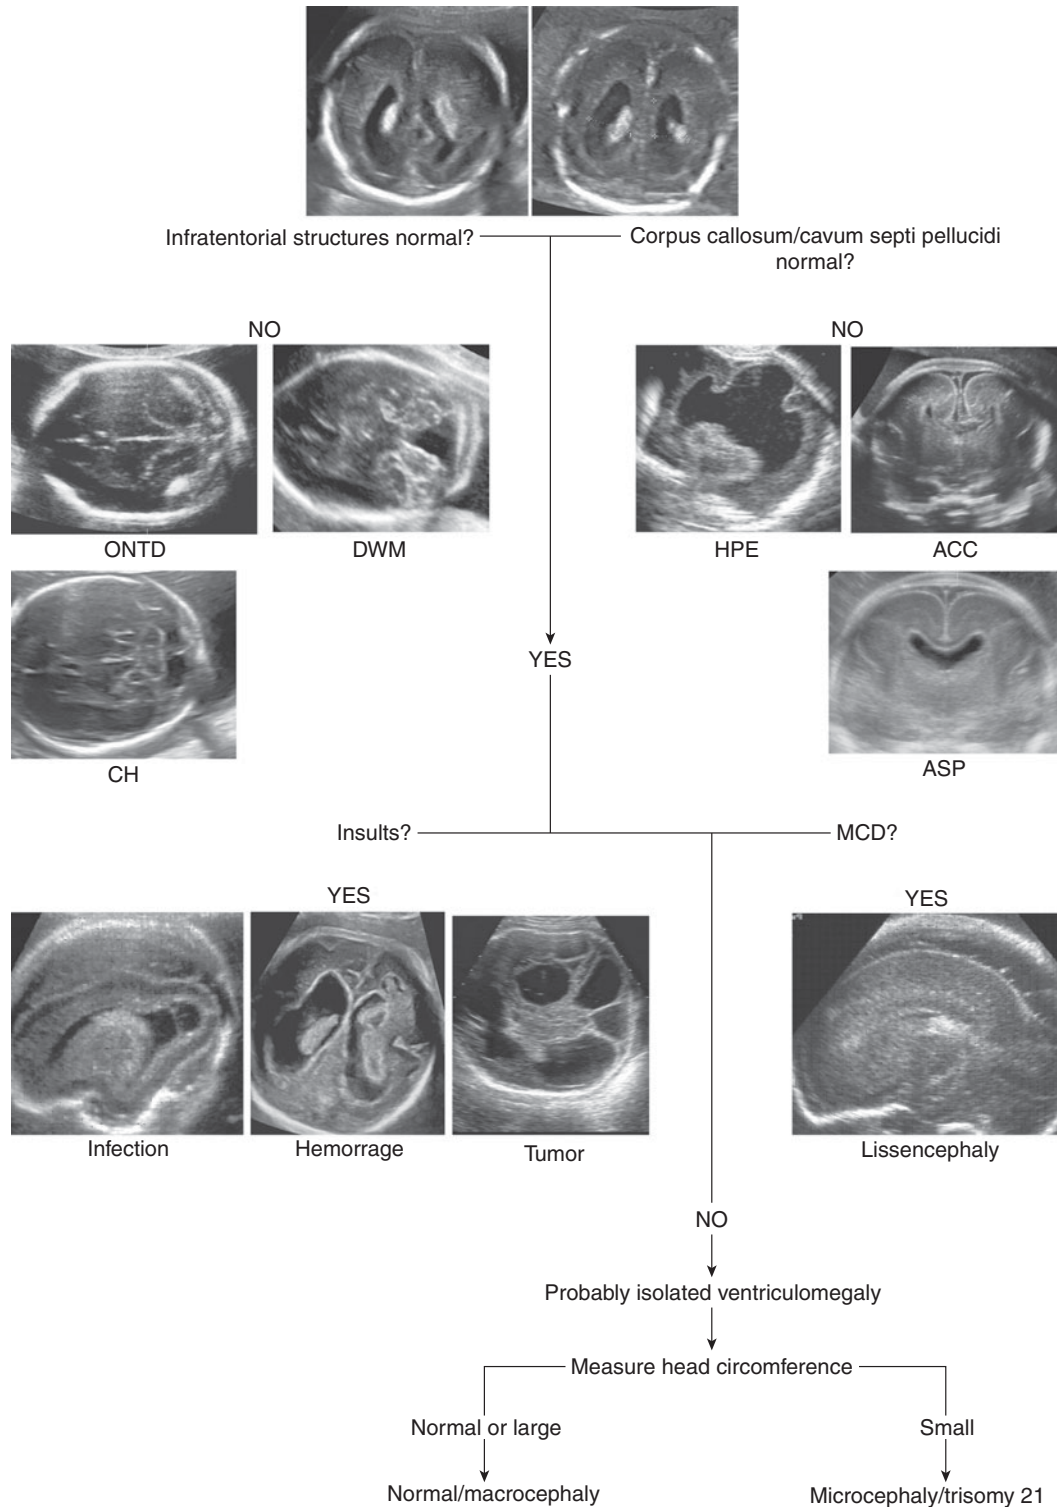 Infratentorial structures normal?
Corpus callosum/cavum septi pellucidi
normal?
NO
NO
ONTD
DWM
HPE
ACC
YES
CH
ASP
Insults?
MCD?
YES
YES
Infection
Hemorrage
Tumor
Lissencephaly
NO
Probably isolated ventriculomegaly
Measure head circomference
Normal or large
Small
Normal/macrocephaly
Microcephaly/trisomy 21